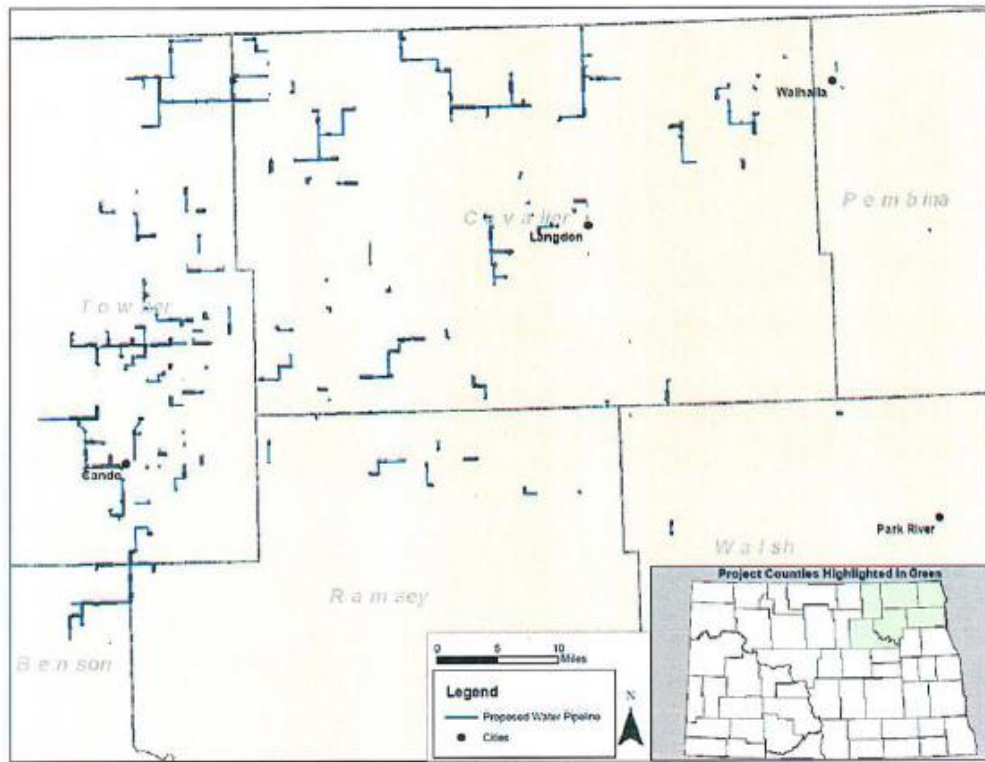 Walhalla
Pembina
Cavalier
Langdon
Towner
Cando
Park River
Walsh
Ramsey
Benson
Project Counties Highlighted In Green
0 5 10
Miles
N
Legend
Proposed Water Pipeline
Cities